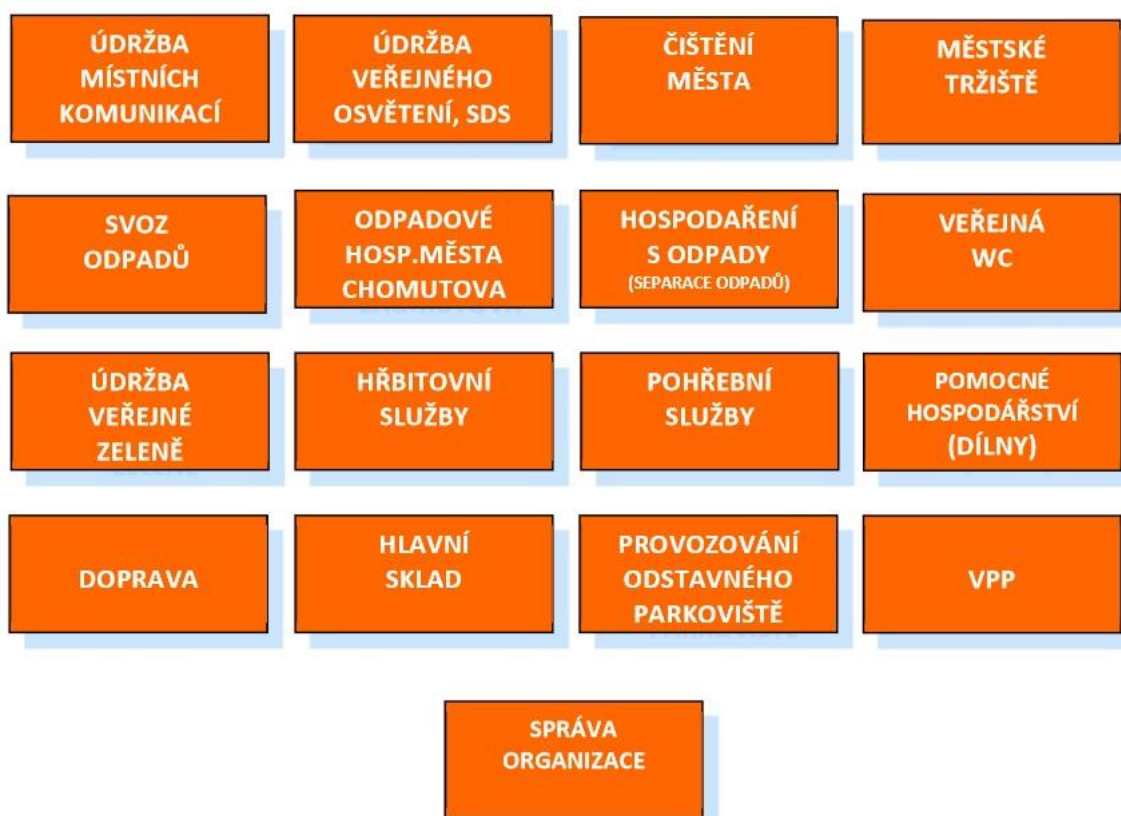 ÚDRŽBA
MÍSTNÍCH
KOMUNIKACÍ
ÚDRŽBA
VEŘEJNÉHO
OSVĚTENÍ, SDS
ČIŠTĚNÍ
MĚSTA
MĚSTSKÉ
TRŽIŠTĚ
SVOZ
ODPADŮ
ODPADOVÉ
HOSP.MĚSTA
CHOMUTOVA
HOSPODAŘENÍ
S ODPADY
(SEPARACE ODPADŮ)
VEŘEJNÁ
WC
ÚDRŽBA
VEŘEJNÉ
ZELENĚ
HŘBITOVNÍ
SLUŽBY
POHŘEBNÍ
SLUŽBY
POMOCNÉ
HOSPODÁŘSTVÍ
(DÍLNY)
DOPRAVA
HLAVNÍ
SKLAD
PROVOZOVÁNÍ
ODSTAVNÉHO
PARKOVIŠTĚ
VPP
SPRÁVA
ORGANIZACE